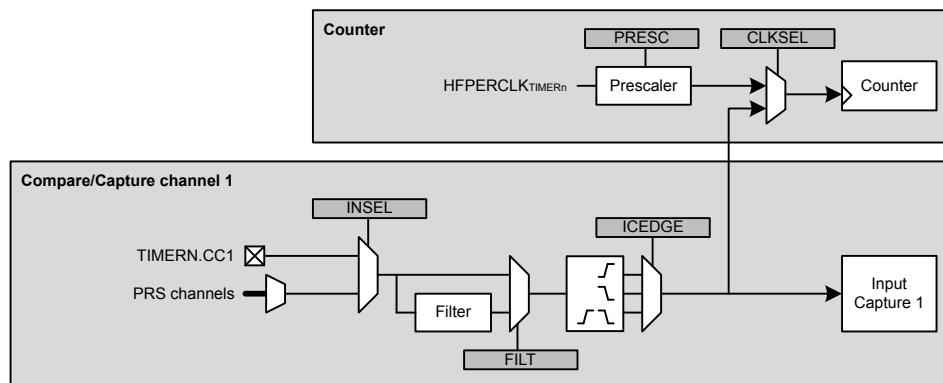 Counter
PRESC
CLKSEL
HFPERCLKTIMERn
Prescaler
Counter
Compare/Capture channel 1
INSEL
ICEDGE
TIMERN.CC1
PRS channels
Filter
Input
Capture 1
FILT